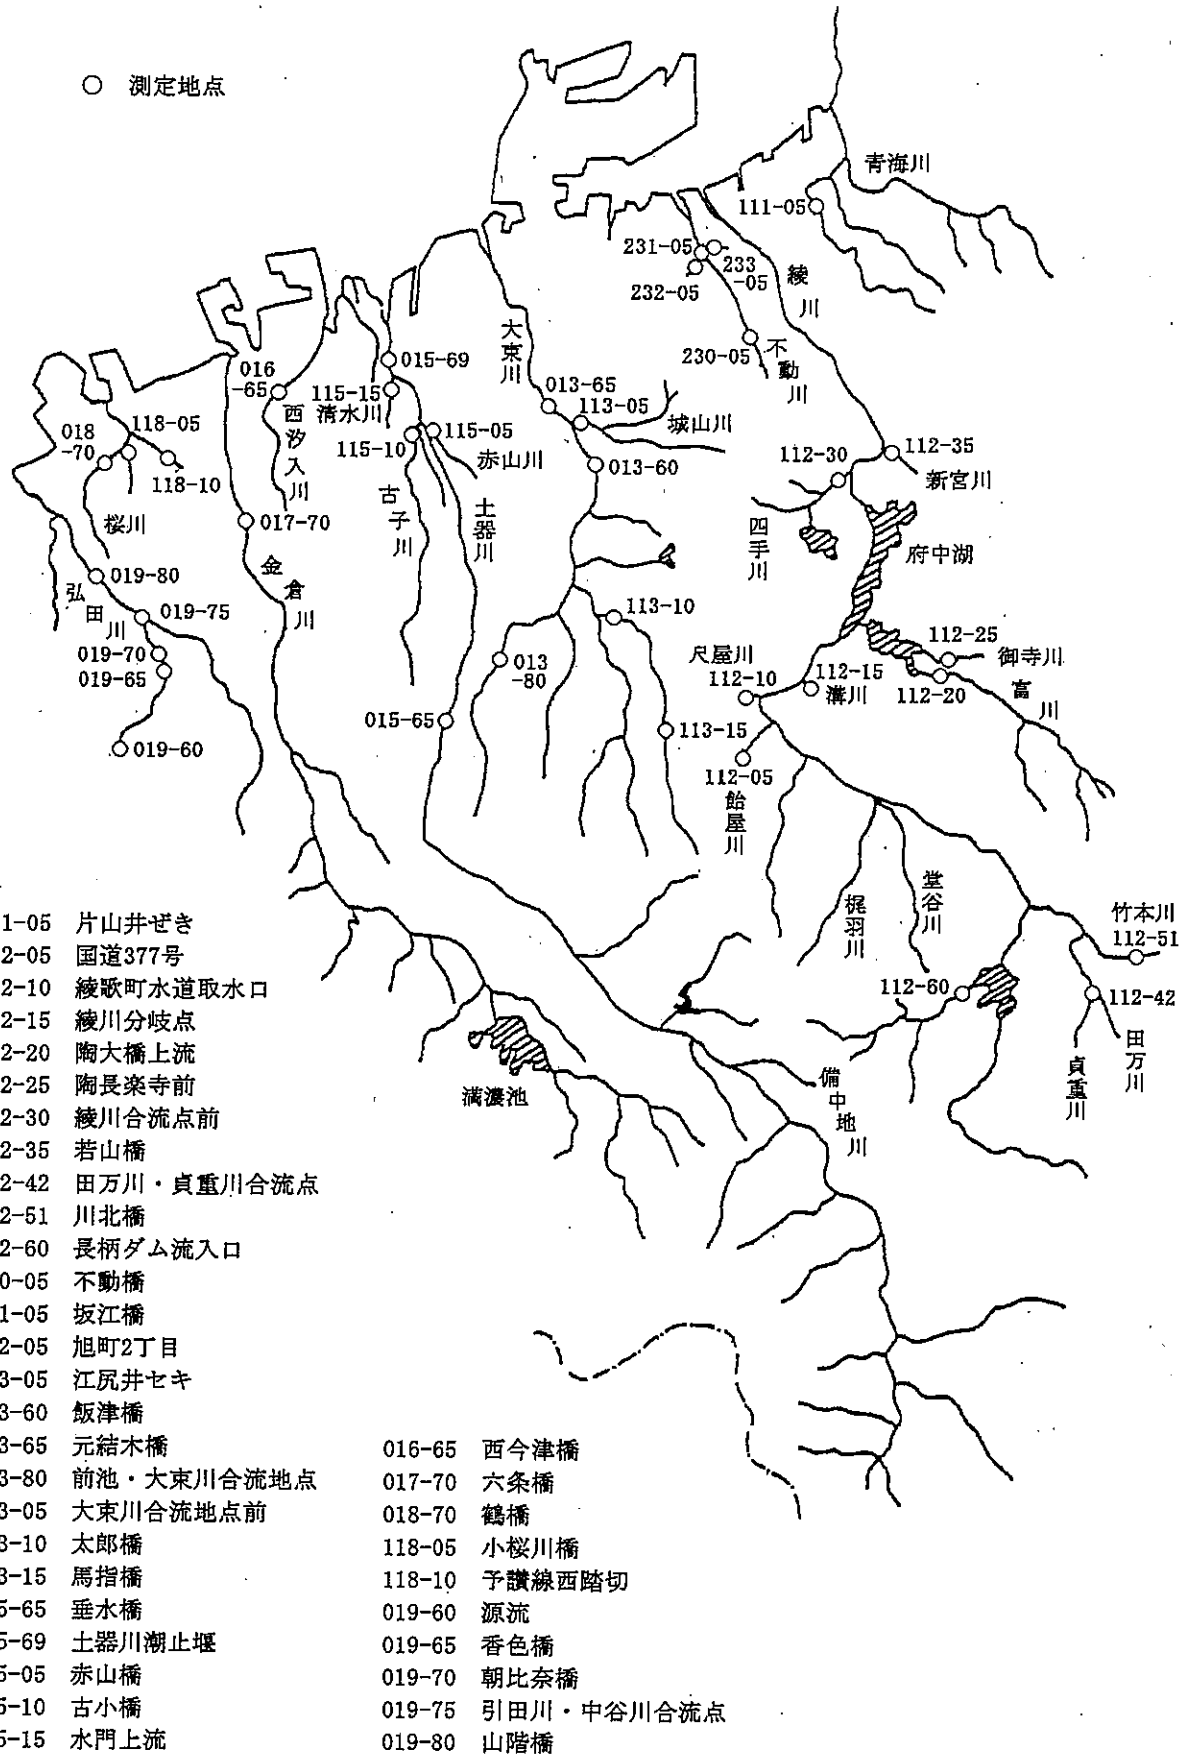 ○ 測定地点
青海川
111-05
231-05
233
-05
232-05
綾川
230-05
不動川
大束川
015-69
016
-65
115-15
清水川
013-65
113-05
城山川
西汐入川
018
-70
118-05
118-10
115-05
115-10
赤山川
013-60
112-35
112-30
新宮川
桜川
017-70
古子川
土器川
四手川
府中湖
金倉川
019-80
弘田川
019-75
113-10
019-70
019-65
013
-80
尺屋川
112-10
112-15
溝川
112-25
御寺川
112-20
富川
019-60
015-65
113-15
112-05
飴屋川
梶羽川
堂谷川
竹本川
112-51
112-60
112-42
田万川
貞重川
満濃池
備中地川
1-05 片山井ぜき
2-05 国道377号
2-10 綾歌町水道取水口
2-15 綾川分岐点
2-20 陶大橋上流
2-25 陶長楽寺前
2-30 綾川合流点前
2-35 若山橋
2-42 田万川・貞重川合流点
2-51 川北橋
2-60 長柄ダム流入口
0-05 不動橋
1-05 坂江橋
2-05 旭町2丁目
3-05 江尻井セキ
3-60 飯津橋
3-65 元結木橋
3-80 前池・大束川合流地点
3-05 大束川合流地点前
3-10 太郎橋
3-15 馬指橋
5-65 垂水橋
5-69 土器川潮止堰
5-05 赤山橋
5-10 古小橋
5-15 水門上流
016-65 西今津橋
017-70 六条橋
018-70 鶴橋
118-05 小桜川橋
118-10 予讃線西踏切
019-60 源流
019-65 香色橋
019-70 朝比奈橋
019-75 引田川・中谷川合流点
019-80 山階橋